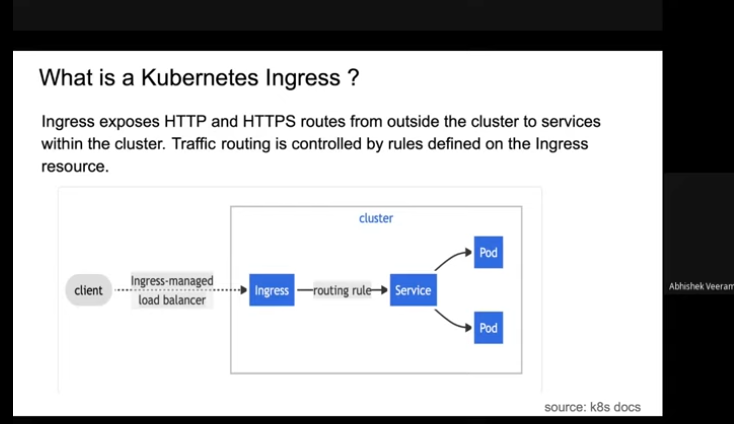 What is a Kubernetes Ingress ?
Ingress exposes HTTP and HTTPS routes from outside the cluster to services
within the cluster. Traffic routing is controlled by rules defined on the Ingress
resource.
cluster
Pod
client
Ingress-managed
load balancer
Ingress
routing rule
Service
Pod
Abhishek Veeram
source: k8s docs